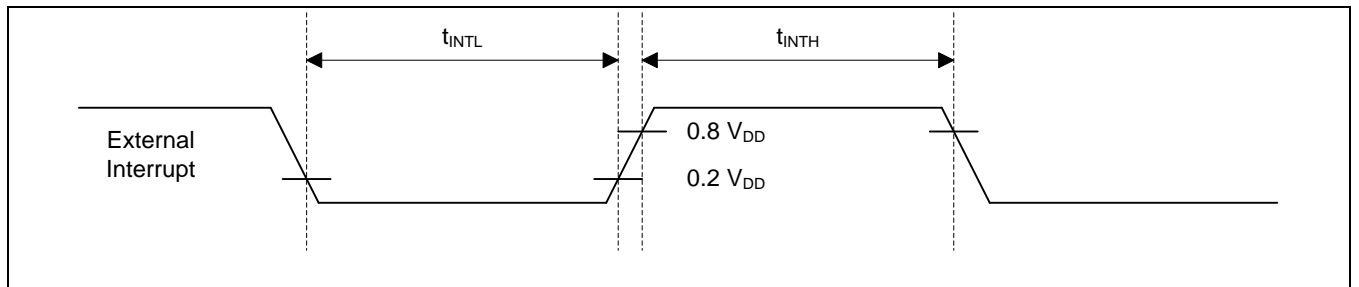 tINTL
tINTH
External
Interrupt
0.8 VDD
0.2 VDD